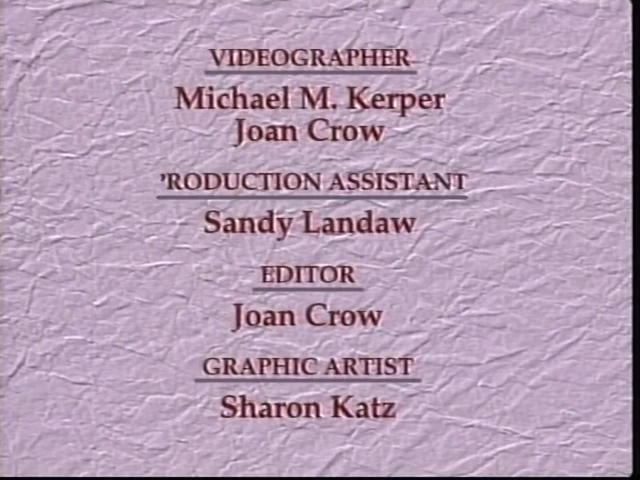 VIDEOGRAPHER
Michael M. Kerper
Joan Crow
'RODUCTION ASSISTANT
Sandy Landaw
EDITOR
Joan Crow
GRAPHIC ARTIST
Sharon Katz